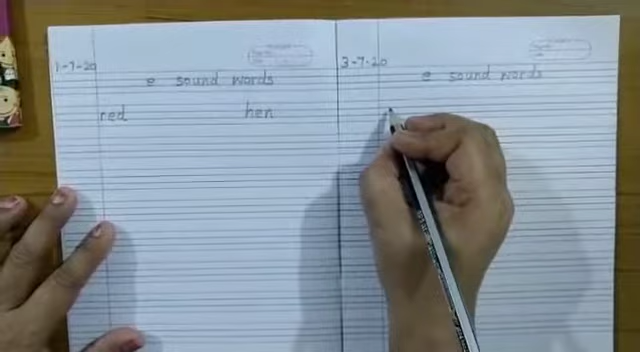 1-7-20
e sound words
red hen
3-7-20
e sound words